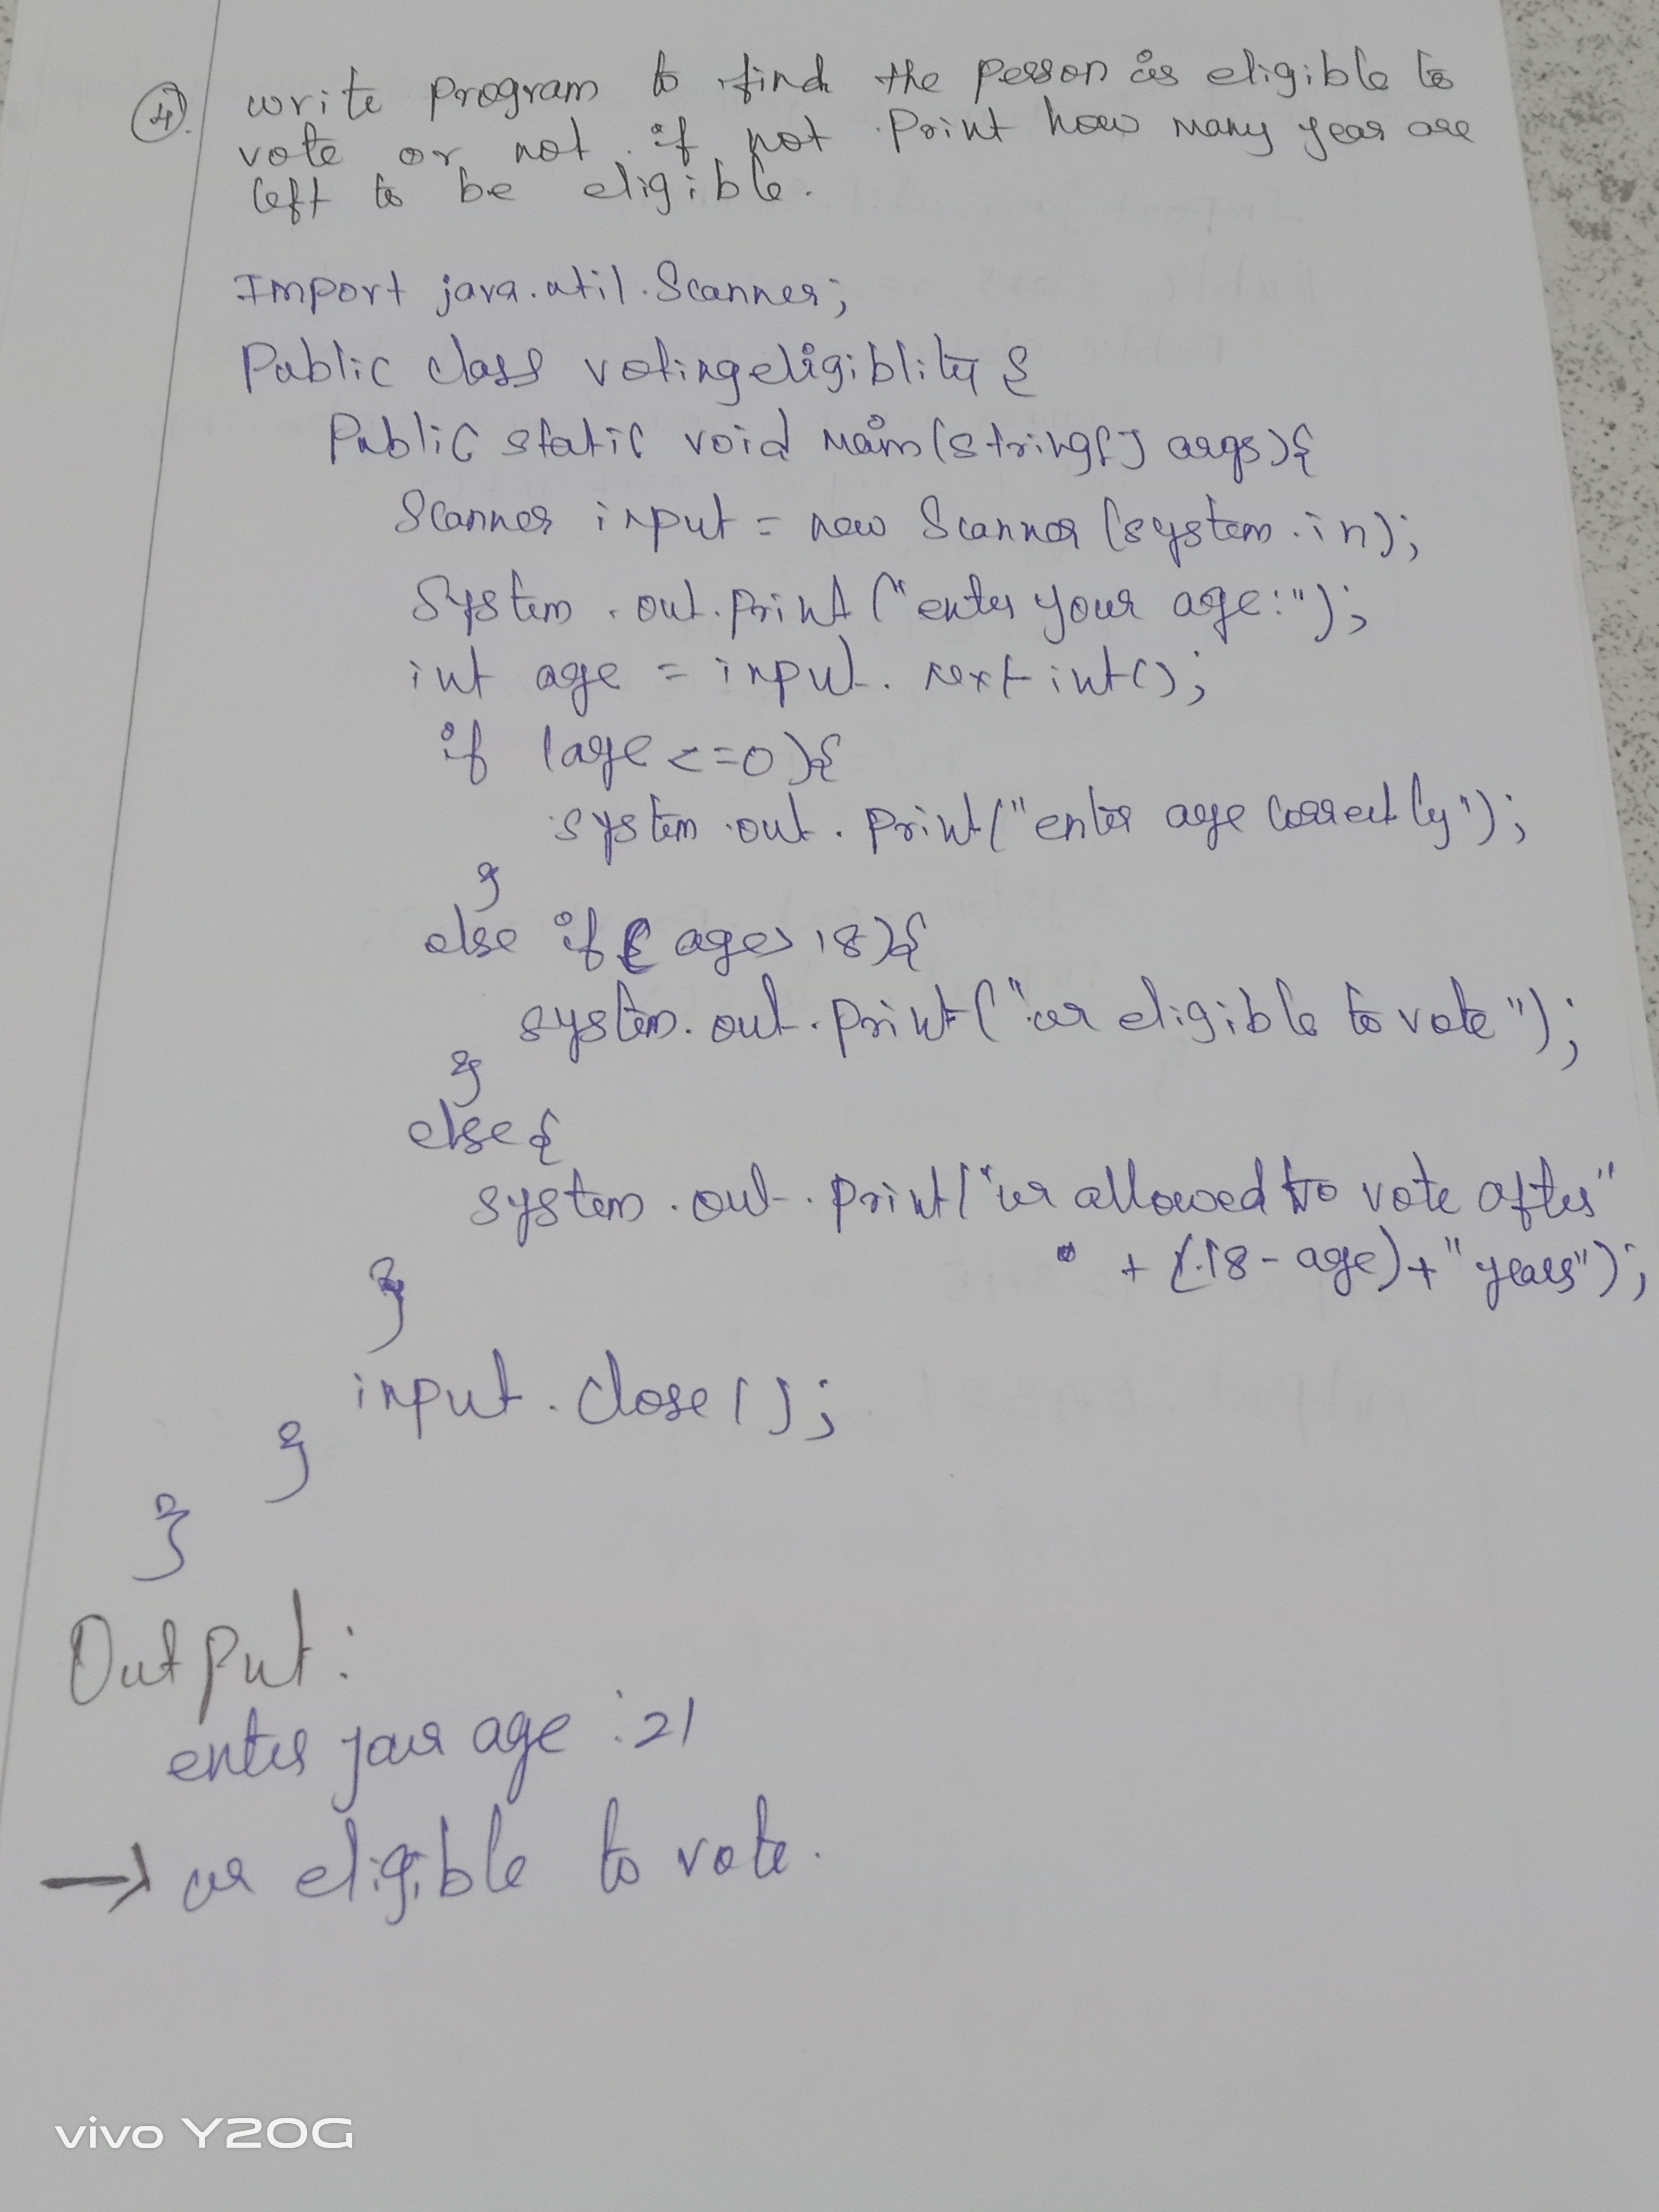 4.
write program to find the person is eligible to
vote or not. if not print how many year are
left to be eligible.
Import java.util.Scanner;
Public class votingeligiblity {
Public static void main(string[] args){
Scanner input = new Scanner (system.in);
System.out.print("enter your age:");
int age = input.next int();
if (age <=0){
system.out.print("enter age correctly");
}
else if( age> 18){
system.out.print("ur eligible to vote");
}
else{
system.out.print("ur allowed to vote after"
+ (18-age)+"years");
}
input.close();
}
}
Output:
enter your age :21
→ ur eligible to vote.
vivo Y20G